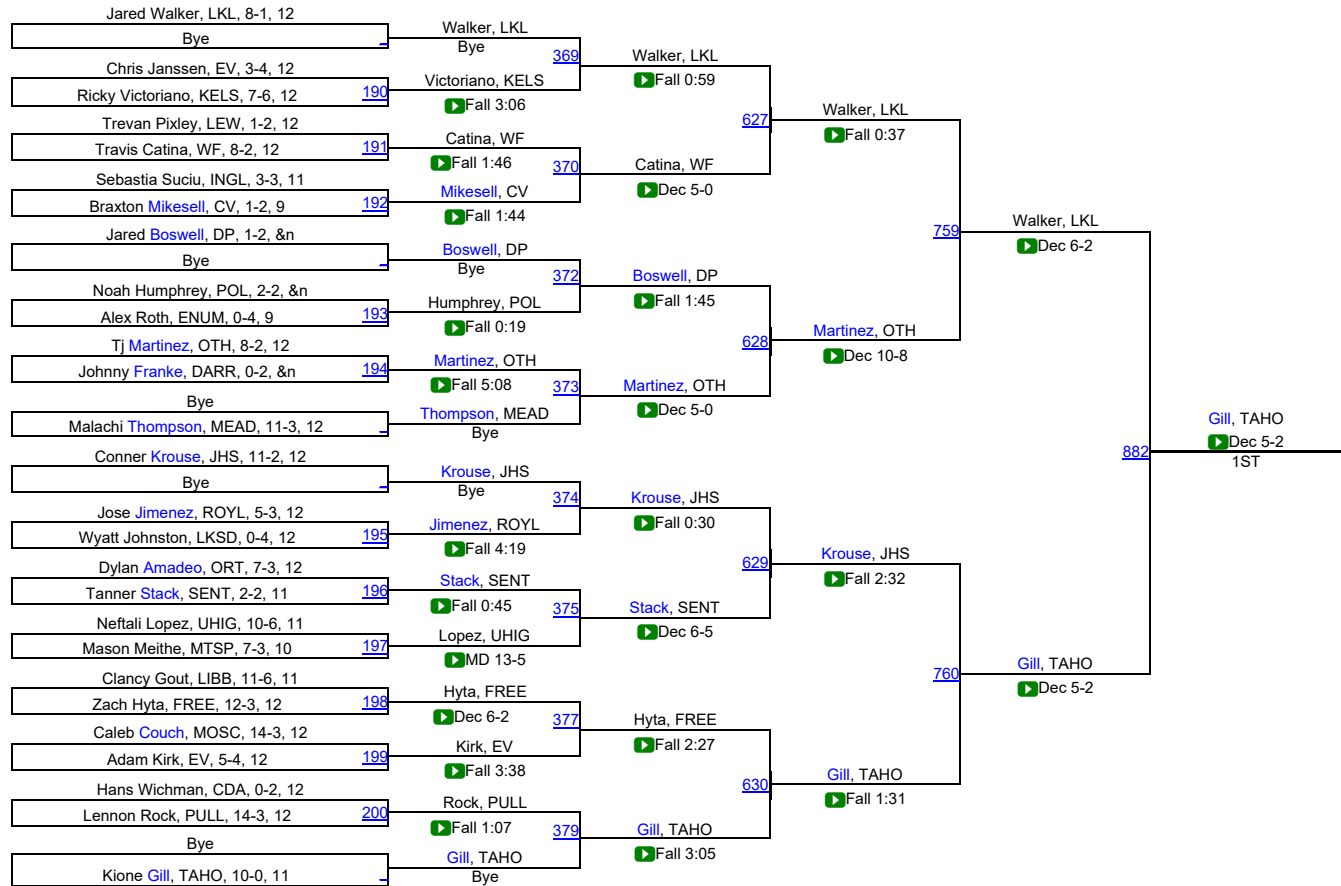 Jared Walker, LKL, 8-1, 12
Bye
Chris Janssen, EV, 3-4, 12
Ricky Victoriano, KELS, 7-6, 12
190
Trevan Pixley, LEW, 1-2, 12
Travis Catina, WF, 8-2, 12
191
Sebastia Suciu, INGL, 3-3, 11
Braxton Mikesell, CV, 1-2, 9
192
Jared Boswell, DP, 1-2, &n
Bye
Noah Humphrey, POL, 2-2, &n
Alex Roth, ENUM, 0-4, 9
193
Tj Martinez, OTH, 8-2, 12
Johnny Franke, DARR, 0-2, &n
194
Bye
Malachi Thompson, MEAD, 11-3, 12
Conner Krouse, JHS, 11-2, 12
Bye
Jose Jimenez, ROYL, 5-3, 12
Wyatt Johnston, LKSD, 0-4, 12
195
Dylan Amadeo, ORT, 7-3, 12
Tanner Stack, SENT, 2-2, 11
196
Neftali Lopez, UHIG, 10-6, 11
Mason Meithe, MTSP, 7-3, 10
197
Clancy Gout, LIBB, 11-6, 11
Zach Hyta, FREE, 12-3, 12
198
Caleb Couch, MOSC, 14-3, 12
Adam Kirk, EV, 5-4, 12
199
Hans Wichman, CDA, 0-2, 12
Lennon Rock, PULL, 14-3, 12
200
Bye
Kione Gill, TAHO, 10-0, 11
Walker, LKL
Bye
369
Victoriano, KELS
Fall 3:06
Catina, WF
Fall 1:46
370
Mikesell, CV
Fall 1:44
Boswell, DP
Bye
372
Humphrey, POL
Fall 0:19
Martinez, OTH
Fall 5:08
373
Thompson, MEAD
Bye
Krouse, JHS
Bye
374
Jimenez, ROYL
Fall 4:19
Stack, SENT
Fall 0:45
375
Lopez, UHIG
MD 13-5
Hyta, FREE
Dec 6-2
377
Kirk, EV
Fall 3:38
Rock, PULL
Fall 1:07
379
Gill, TAHO
Bye
Walker, LKL
Fall 0:59
627
Catina, WF
Dec 5-0
Boswell, DP
Fall 1:45
628
Martinez, OTH
Dec 5-0
Krouse, JHS
Fall 0:30
629
Stack, SENT
Dec 6-5
Hyta, FREE
Fall 2:27
630
Gill, TAHO
Fall 3:05
Walker, LKL
Fall 0:37
759
Martinez, OTH
Dec 10-8
Krouse, JHS
Fall 2:32
760
Gill, TAHO
Fall 1:31
Walker, LKL
Dec 6-2
882
Gill, TAHO
Dec 5-2
Gill, TAHO
Dec 5-2
1ST